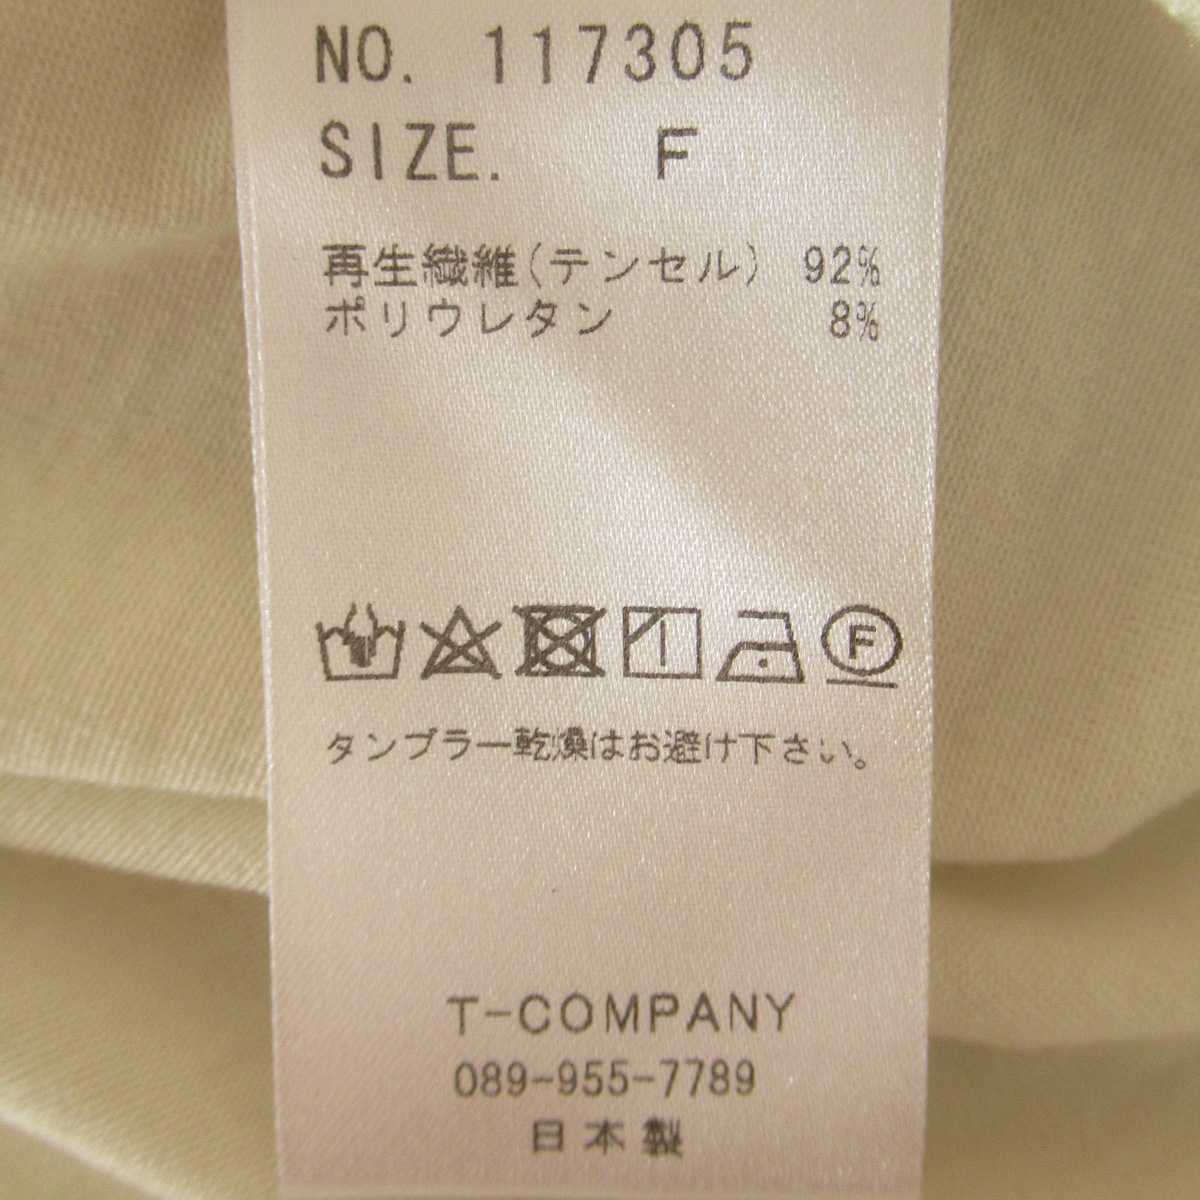 NO. 117305
SIZE. F
再生繊維(テンセル) 92%
ポリウレタン 8%
F
タンブラー乾燥はお避け下さい。
T-COMPANY
089-955-7789
日本製